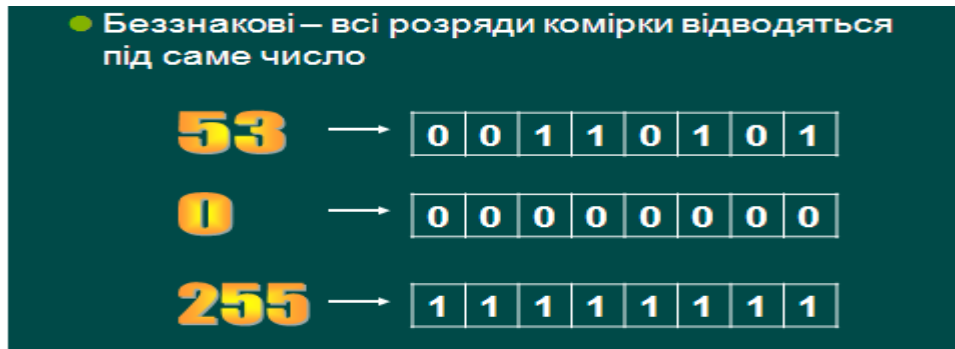 Беззнакові – всі розряди комірки відводяться
під саме число
53 → 0 0 1 1 0 1 0 1
0 → 0 0 0 0 0 0 0 0
255 → 1 1 1 1 1 1 1 1